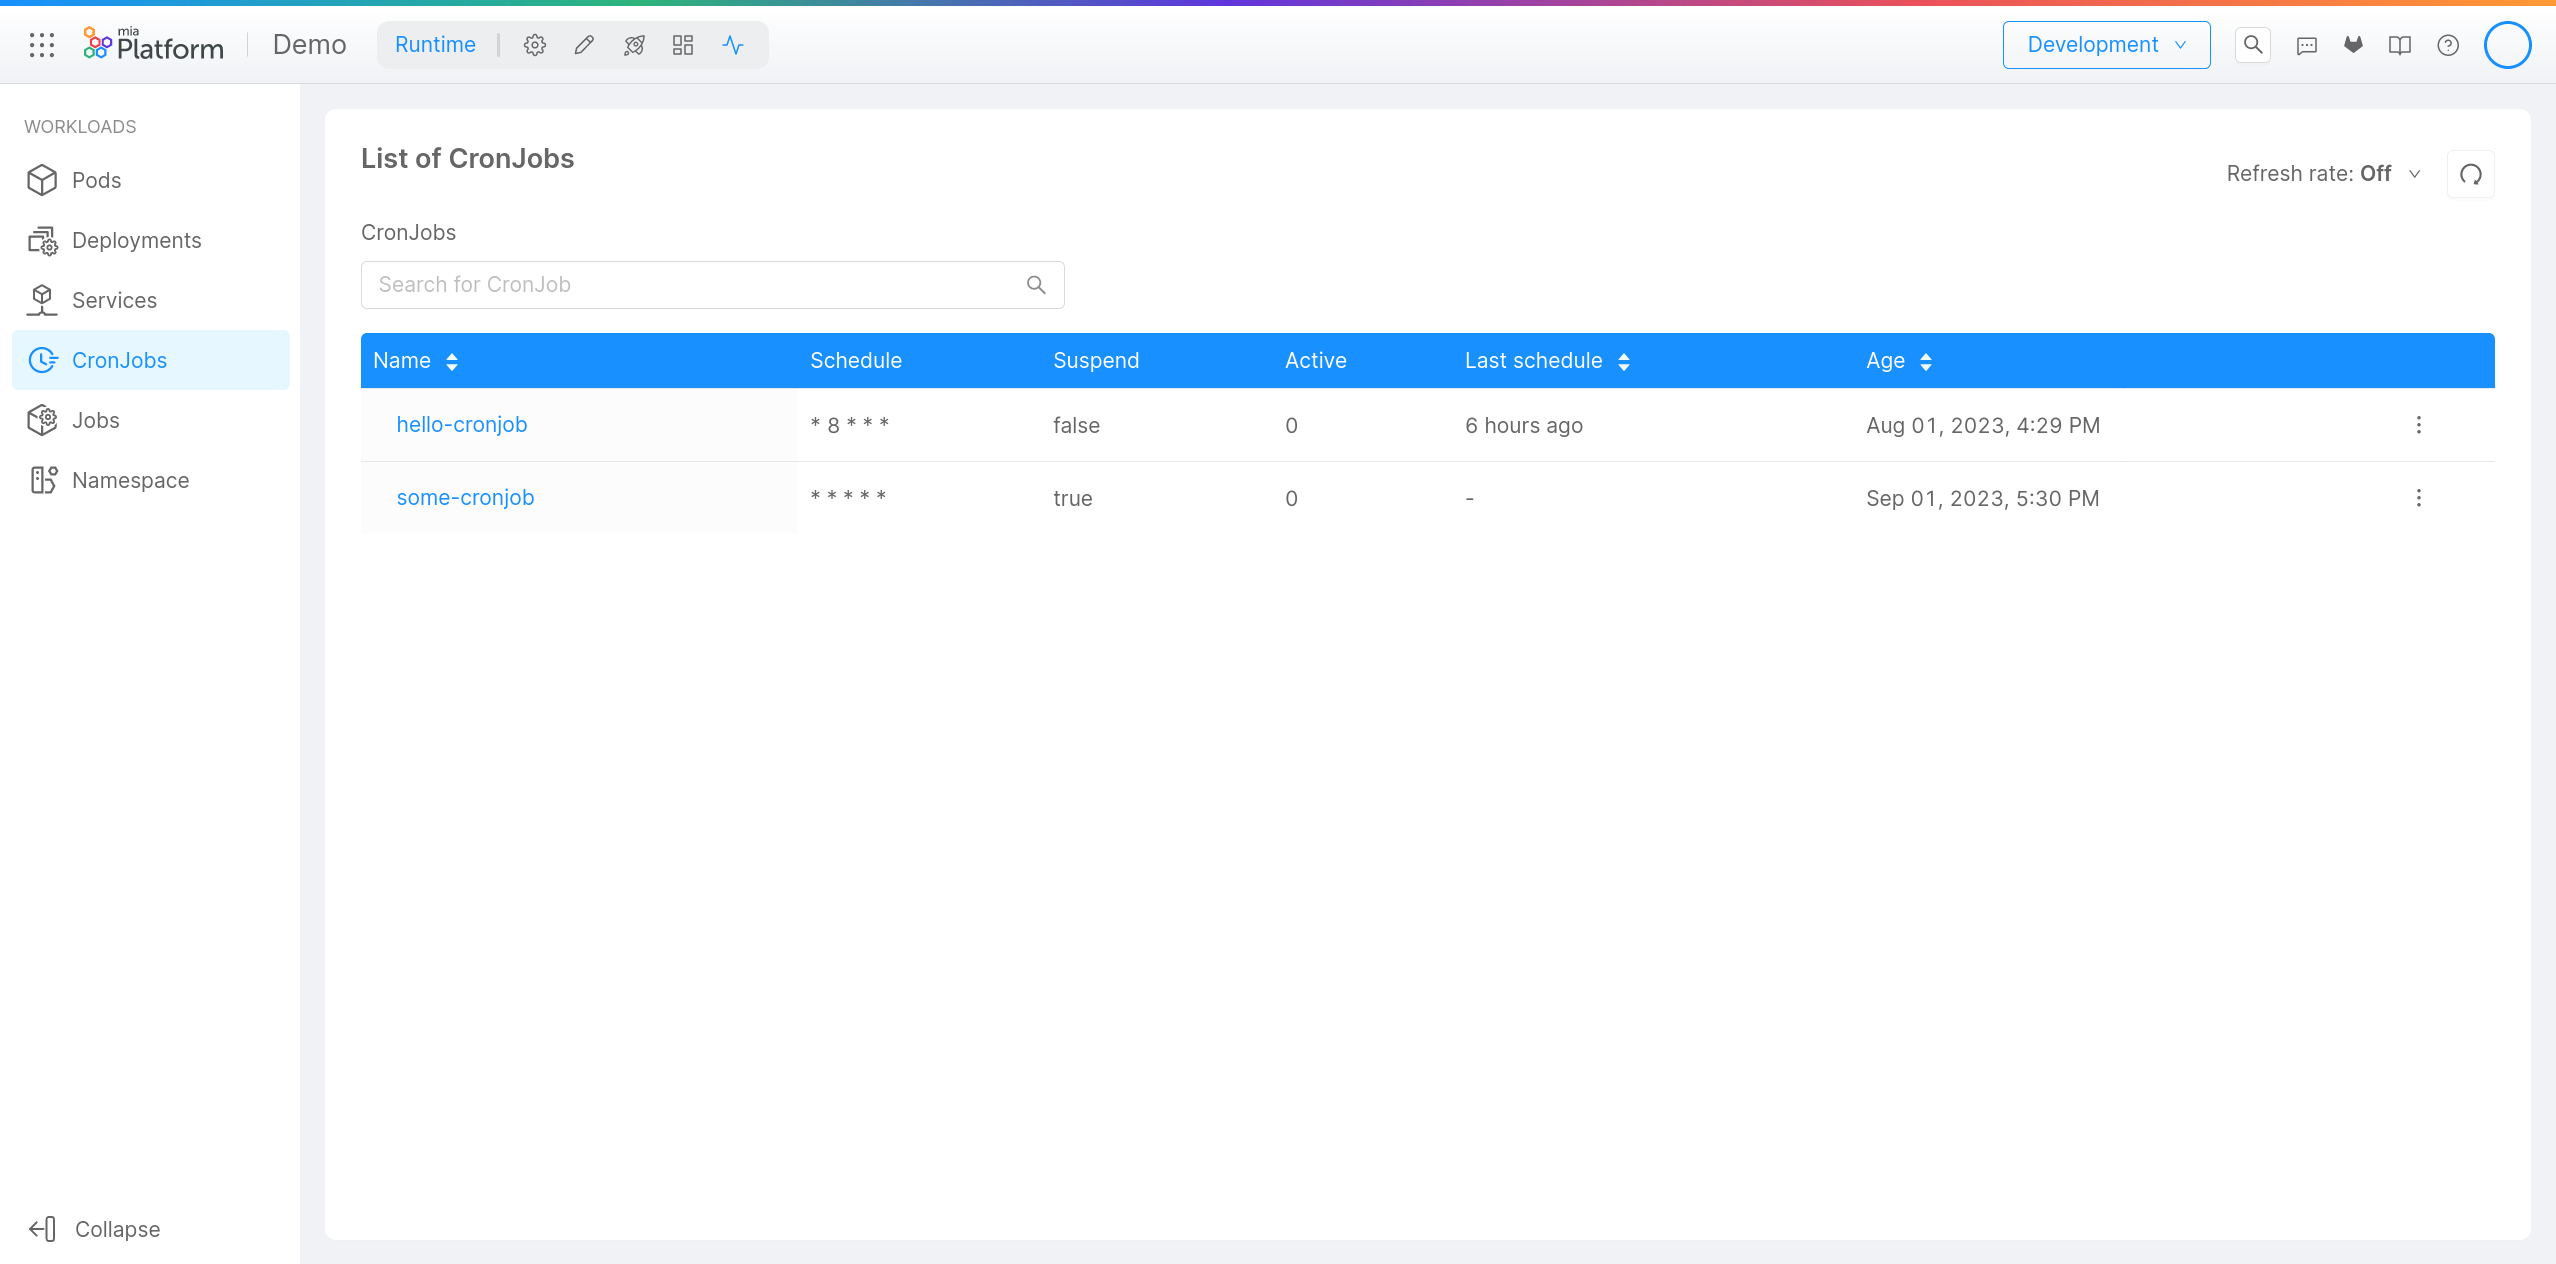 mia
Platform
Demo
Runtime
Development
WORKLOADS
Pods
Deployments
Services
CronJobs
Jobs
Namespace
Collapse
List of CronJobs
Refresh rate: Off
CronJobs
Search for CronJob
Name Schedule Suspend Active Last schedule Age
hello-cronjob * 8 * * * false 0 6 hours ago Aug 01, 2023, 4:29 PM
some-cronjob * * * * * true 0 - Sep 01, 2023, 5:30 PM